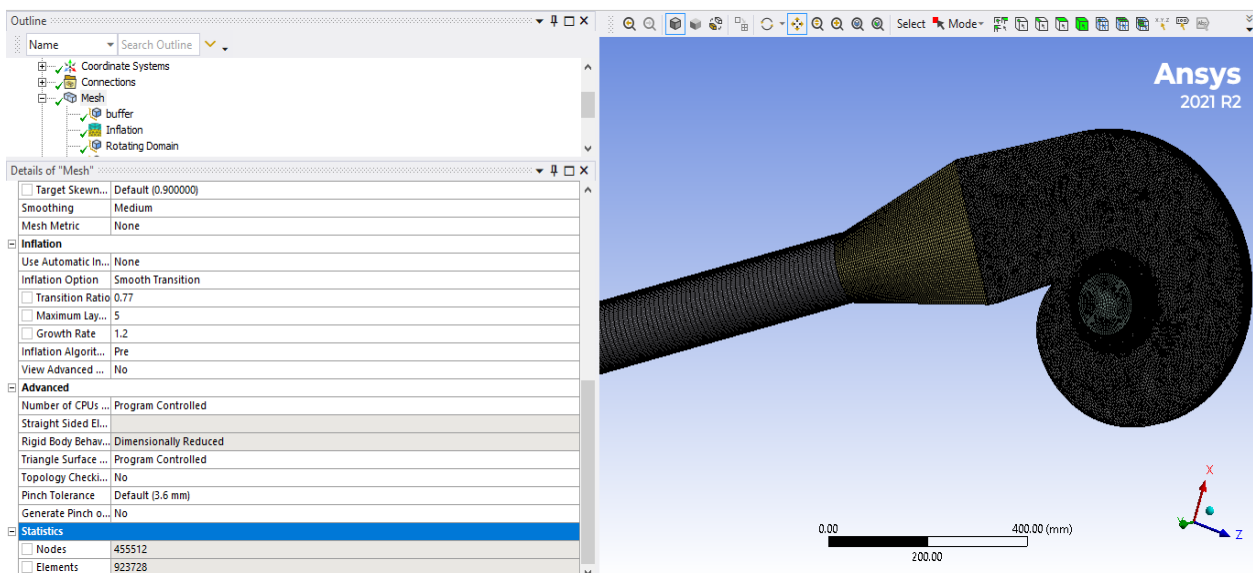 Outline
Name Search Outline
Coordinate Systems
Connections
Mesh
buffer
Inflation
Rotating Domain
Details of "Mesh"
Target Skewn... Default (0.900000)
Smoothing Medium
Mesh Metric None
Inflation
Use Automatic In... None
Inflation Option Smooth Transition
Transition Ratio 0.77
Maximum Lay... 5
Growth Rate 1.2
Inflation Algorit... Pre
View Advanced ... No
Advanced
Number of CPUs ... Program Controlled
Straight Sided El...
Rigid Body Behav... Dimensionally Reduced
Triangle Surface ... Program Controlled
Topology Checki... No
Pinch Tolerance Default (3.6 mm)
Generate Pinch o... No
Statistics
Nodes 455512
Elements 923728
Select Mode
Ansys
2021 R2
0.00 400.00 (mm)
200.00
X
Y
Z